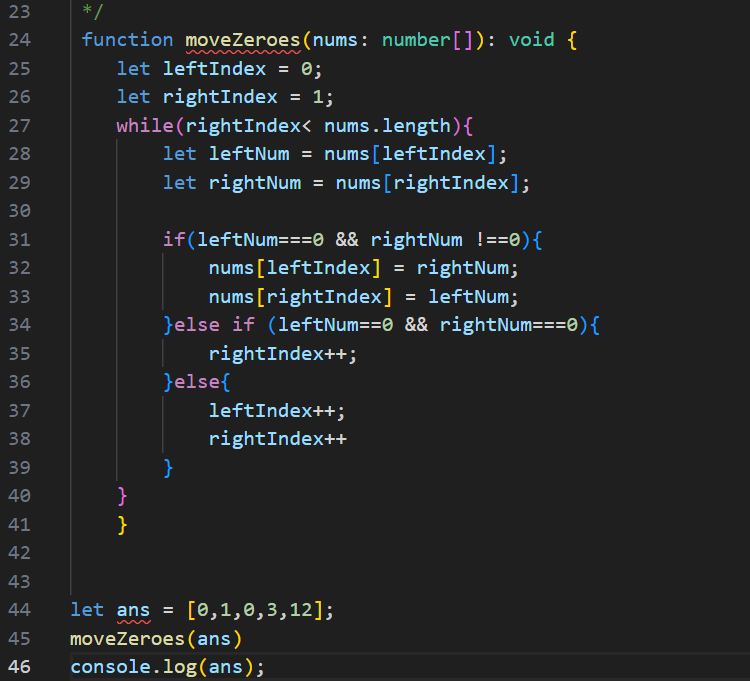 23 */
24 function moveZeroes(nums: number[]): void {
25 let leftIndex = 0;
26 let rightIndex = 1;
27 while(rightIndex< nums.length){
28 let leftNum = nums[leftIndex];
29 let rightNum = nums[rightIndex];
30
31 if(leftNum===0 && rightNum !==0){
32 nums[leftIndex] = rightNum;
33 nums[rightIndex] = leftNum;
34 }else if (leftNum==0 && rightNum===0){
35 rightIndex++;
36 }else{
37 leftIndex++;
38 rightIndex++
39 }
40 }
41 }
42
43
44 let ans = [0,1,0,3,12];
45 moveZeroes(ans)
46 console.log(ans);